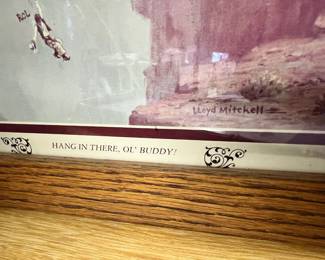 Lloyd Mitchell
HANG IN THERE, OL' BUDDY!